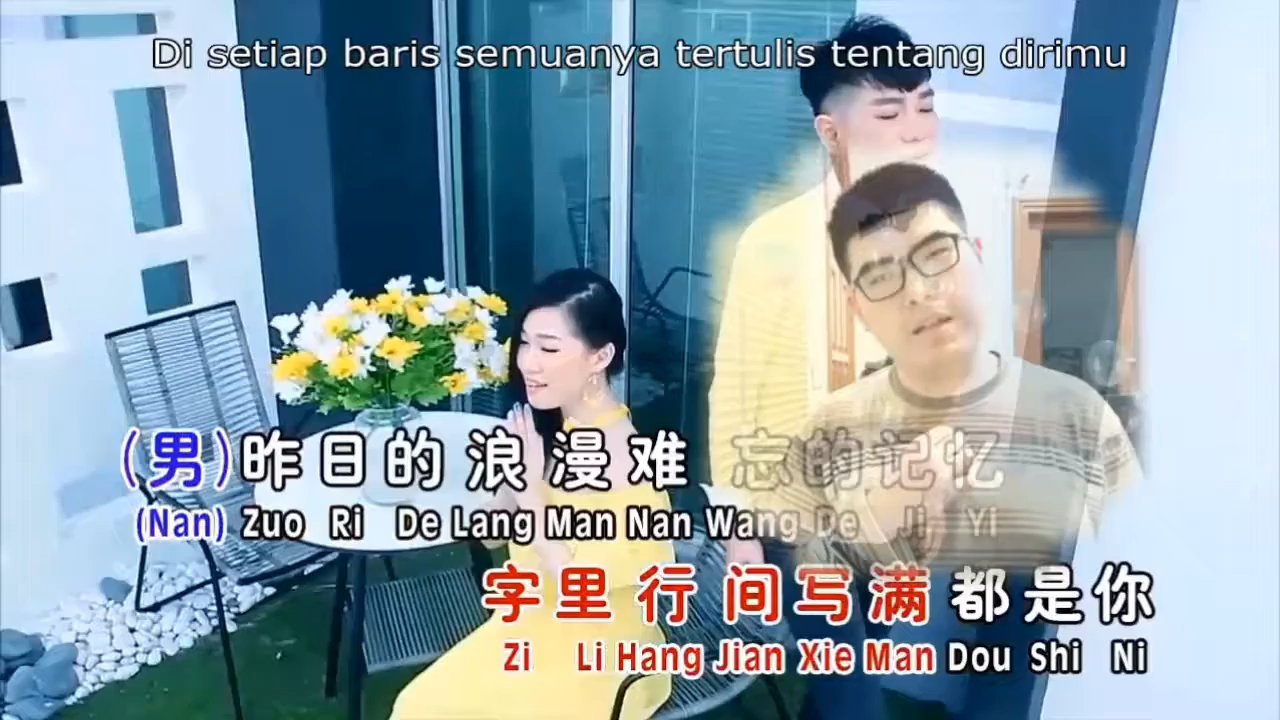 Di setiap baris semuanya tertulis tentang dirimu
(男)昨日的浪漫难忘的记忆
(Nan) Zuo Ri De Lang Man Nan Wang De Ji Yi
字里行间写满都是你
Zi Li Hang Jian Xie Man Dou Shi Ni